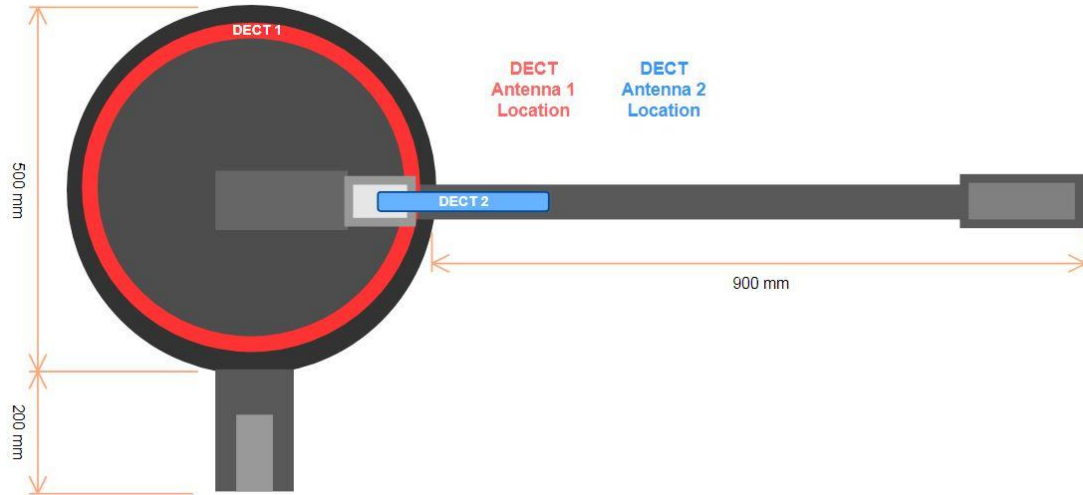 DECT 1
DECT
Antenna 1
Location
DECT
Antenna 2
Location
500 mm
DECT 2
900 mm
200 mm